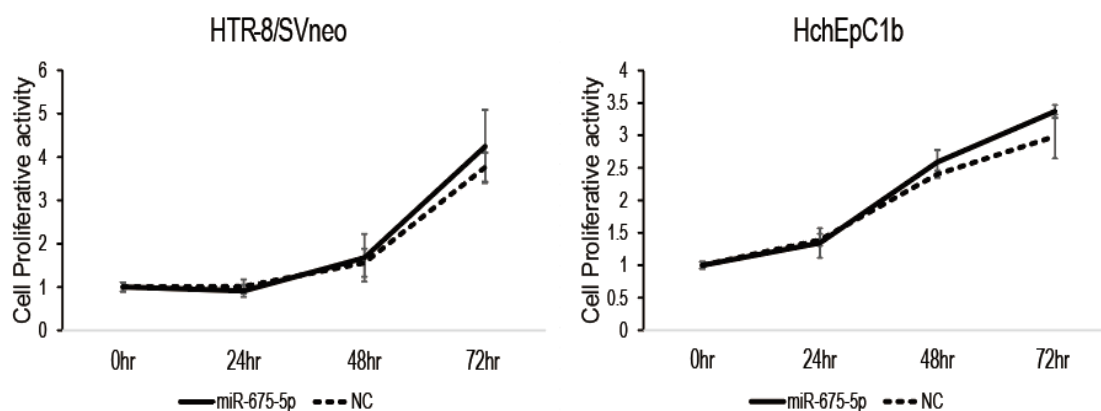 HTR-8/SVneo
Cell Proliferative activity
6
5
4
3
2
1
0
0hr 24hr 48hr 72hr
miR-675-5p NC
HchEpC1b
Cell Proliferative activity
4
3.5
3
2.5
2
1.5
1
0.5
0
0hr 24hr 48hr 72hr
miR-675-5p NC